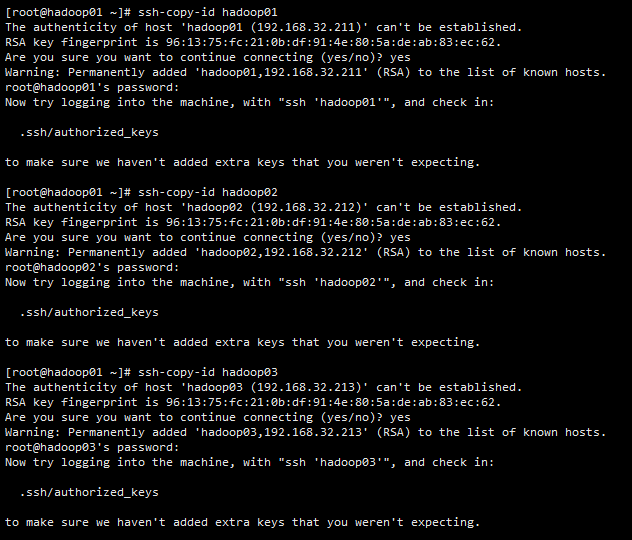 [root@hadoop01 ~]# ssh-copy-id hadoop01
The authenticity of host 'hadoop01 (192.168.32.211)' can't be established.
RSA key fingerprint is 96:13:75:fc:21:0b:df:91:4e:80:5a:de:ab:83:ec:62.
Are you sure you want to continue connecting (yes/no)? yes
Warning: Permanently added 'hadoop01,192.168.32.211' (RSA) to the list of known hosts.
root@hadoop01's password:
Now try logging into the machine, with "ssh 'hadoop01'", and check in:
.ssh/authorized_keys
to make sure we haven't added extra keys that you weren't expecting.
[root@hadoop01 ~]# ssh-copy-id hadoop02
The authenticity of host 'hadoop02 (192.168.32.212)' can't be established.
RSA key fingerprint is 96:13:75:fc:21:0b:df:91:4e:80:5a:de:ab:83:ec:62.
Are you sure you want to continue connecting (yes/no)? yes
Warning: Permanently added 'hadoop02,192.168.32.212' (RSA) to the list of known hosts.
root@hadoop02's password:
Now try logging into the machine, with "ssh 'hadoop02'", and check in:
.ssh/authorized_keys
to make sure we haven't added extra keys that you weren't expecting.
[root@hadoop01 ~]# ssh-copy-id hadoop03
The authenticity of host 'hadoop03 (192.168.32.213)' can't be established.
RSA key fingerprint is 96:13:75:fc:21:0b:df:91:4e:80:5a:de:ab:83:ec:62.
Are you sure you want to continue connecting (yes/no)? yes
Warning: Permanently added 'hadoop03,192.168.32.213' (RSA) to the list of known hosts.
root@hadoop03's password:
Now try logging into the machine, with "ssh 'hadoop03'", and check in:
.ssh/authorized_keys
to make sure we haven't added extra keys that you weren't expecting.